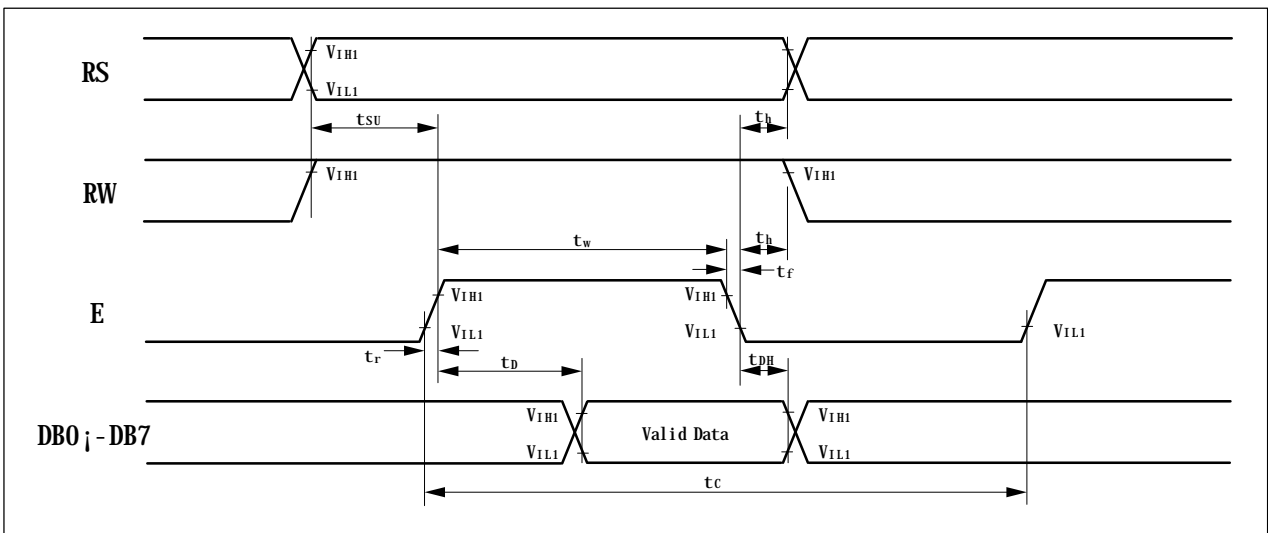 RS
VIH1
VIL1
tSU
th
RW
VIH1
VIH1
tw
th
tf
E
VIH1
VIH1
VIL1
VIL1
VIL1
tr
tD
tDH
DB0¡-DB7
VIH1
Valid Data
VIH1
VIL1
VIL1
tC